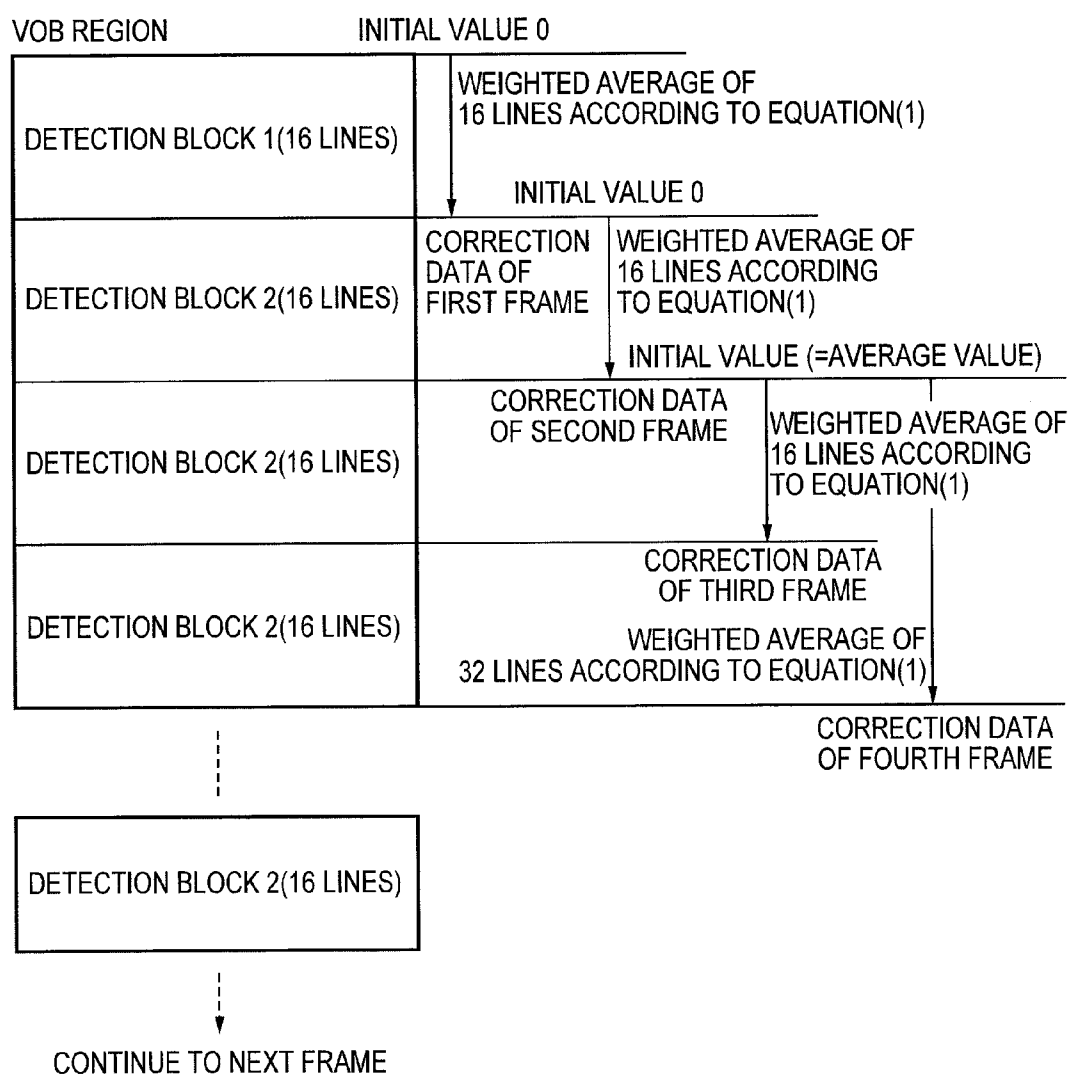 VOB REGION
INITIAL VALUE 0
WEIGHTED AVERAGE OF
16 LINES ACCORDING TO EQUATION(1)
DETECTION BLOCK 1(16 LINES)
INITIAL VALUE 0
CORRECTION
DATA OF
FIRST FRAME
WEIGHTED AVERAGE OF
16 LINES ACCORDING
TO EQUATION(1)
DETECTION BLOCK 2(16 LINES)
INITIAL VALUE (=AVERAGE VALUE)
CORRECTION DATA
OF SECOND FRAME
WEIGHTED AVERAGE OF
16 LINES ACCORDING
TO EQUATION(1)
DETECTION BLOCK 2(16 LINES)
CORRECTION DATA
OF THIRD FRAME
DETECTION BLOCK 2(16 LINES)
WEIGHTED AVERAGE OF
32 LINES ACCORDING TO EQUATION(1)
CORRECTION DATA
OF FOURTH FRAME
DETECTION BLOCK 2(16 LINES)
CONTINUE TO NEXT FRAME